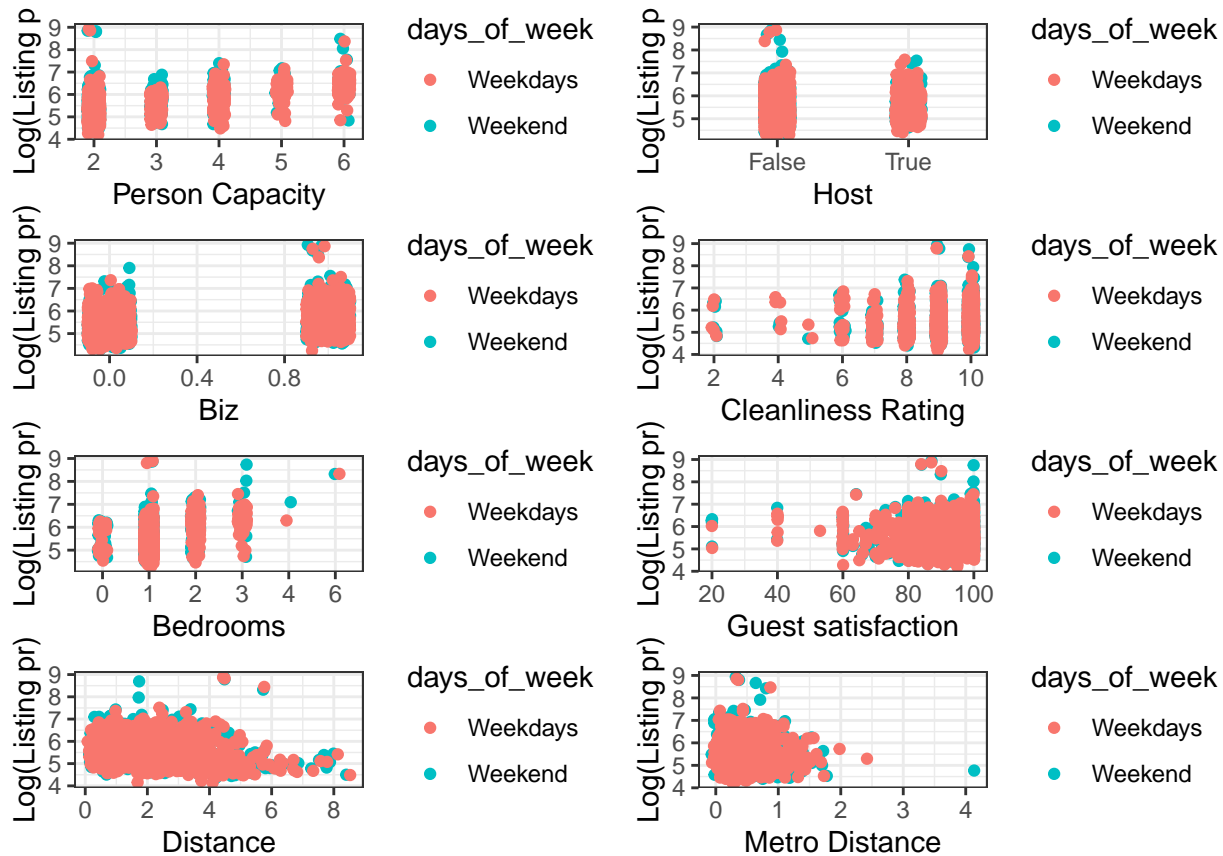 Log(Listing p
9
8
7
6
5
4
2
3
4
5
6
Person Capacity
days_of_week
Weekdays
Weekend
Log(Listing p
9
8
7
6
5
False
True
Host
days_of_week
Weekdays
Weekend
Log(Listing pr)
9
8
7
6
5
0.0
0.4
0.8
Biz
days_of_week
Weekdays
Weekend
Log(Listing pr)
9
8
7
6
5
4
2
4
6
8
10
Cleanliness Rating
days_of_week
Weekdays
Weekend
Log(Listing pr)
9
8
7
6
5
0
1
2
3
4
6
Bedrooms
days_of_week
Weekdays
Weekend
Log(Listing pr)
9
8
7
6
5
4
20
40
60
80
100
Guest satisfaction
days_of_week
Weekdays
Weekend
Log(Listing pr)
9
8
7
6
5
4
0
2
4
6
8
Distance
days_of_week
Weekdays
Weekend
Log(Listing pr)
9
8
7
6
5
4
0
1
2
3
4
Metro Distance
days_of_week
Weekdays
Weekend